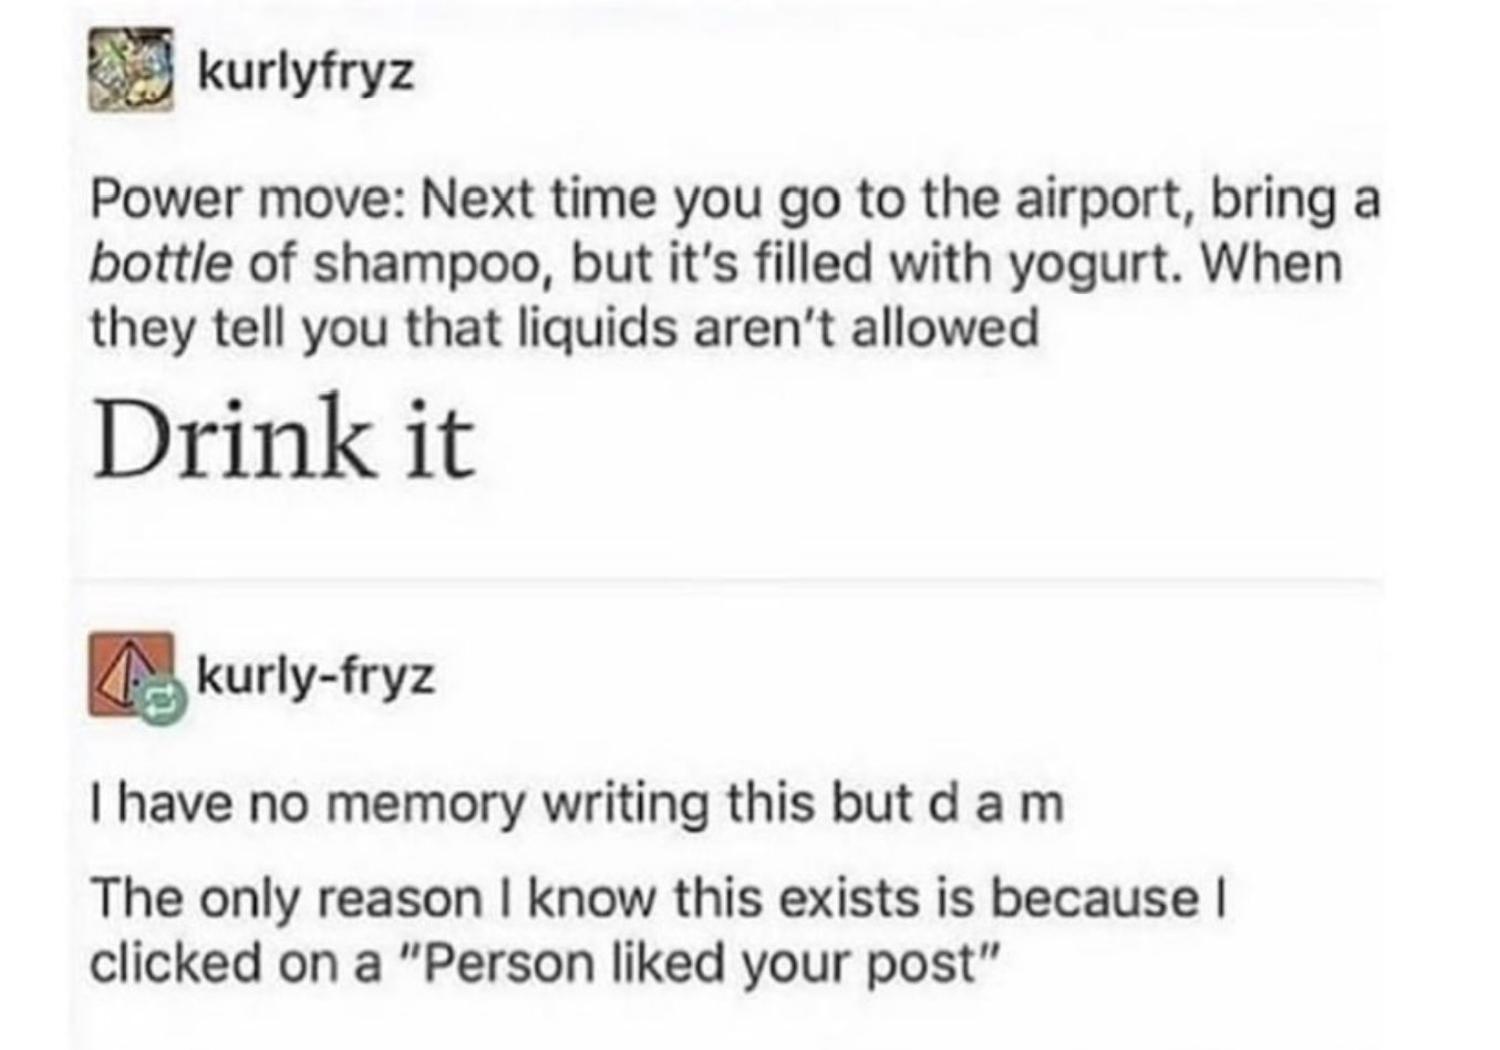 kurlyfryz
Power move: Next time you go to the airport, bring a
bottle of shampoo, but it's filled with yogurt. When
they tell you that liquids aren't allowed
Drink it
kurly-fryz
I have no memory writing this but d a m
The only reason I know this exists is because I
clicked on a "Person liked your post"